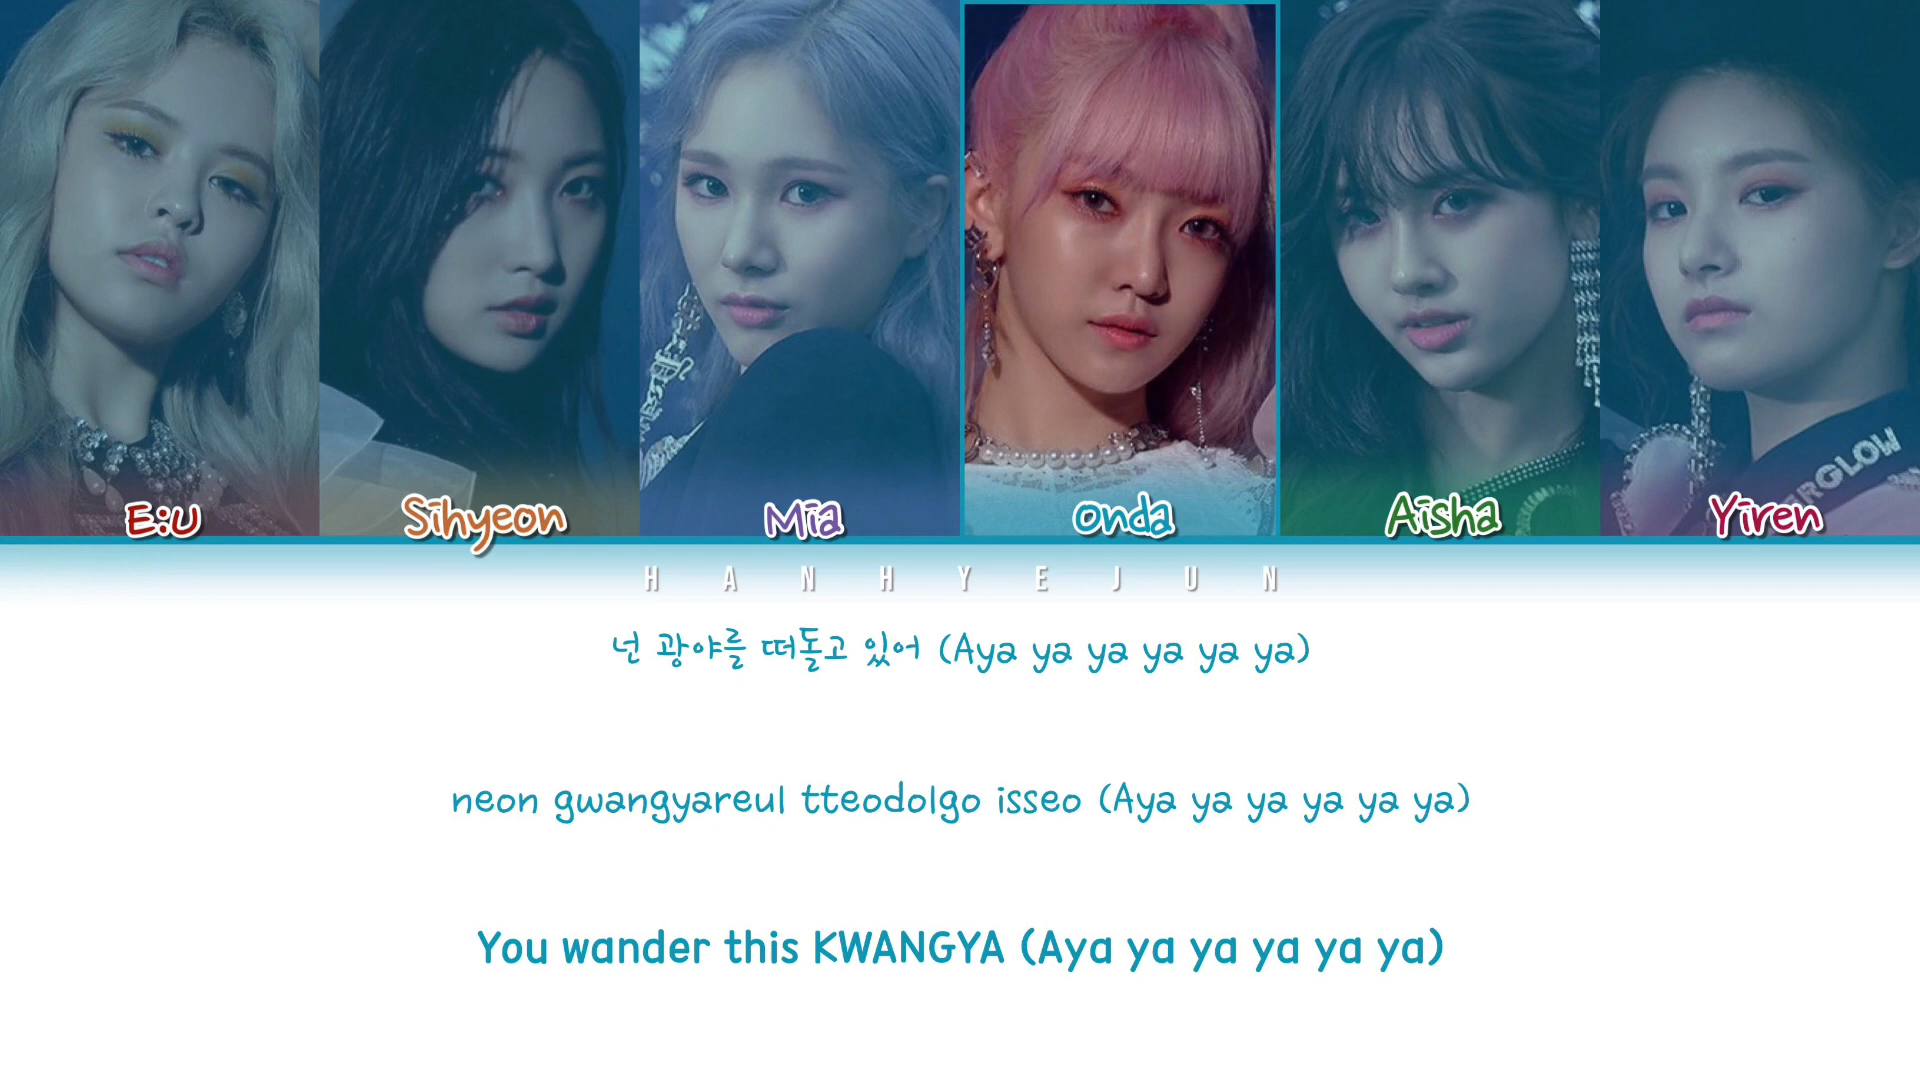 ERGLOW
E:U
Sihyeon
Mia
Onda
Aisha
Yiren
HANHYEJUN
넌 광야를 떠돌고 있어 (Aya ya ya ya ya ya)
neon gwangyareul tteodolgo isseo (Aya ya ya ya ya ya)
You wander this KWANGYA (Aya ya ya ya ya ya)